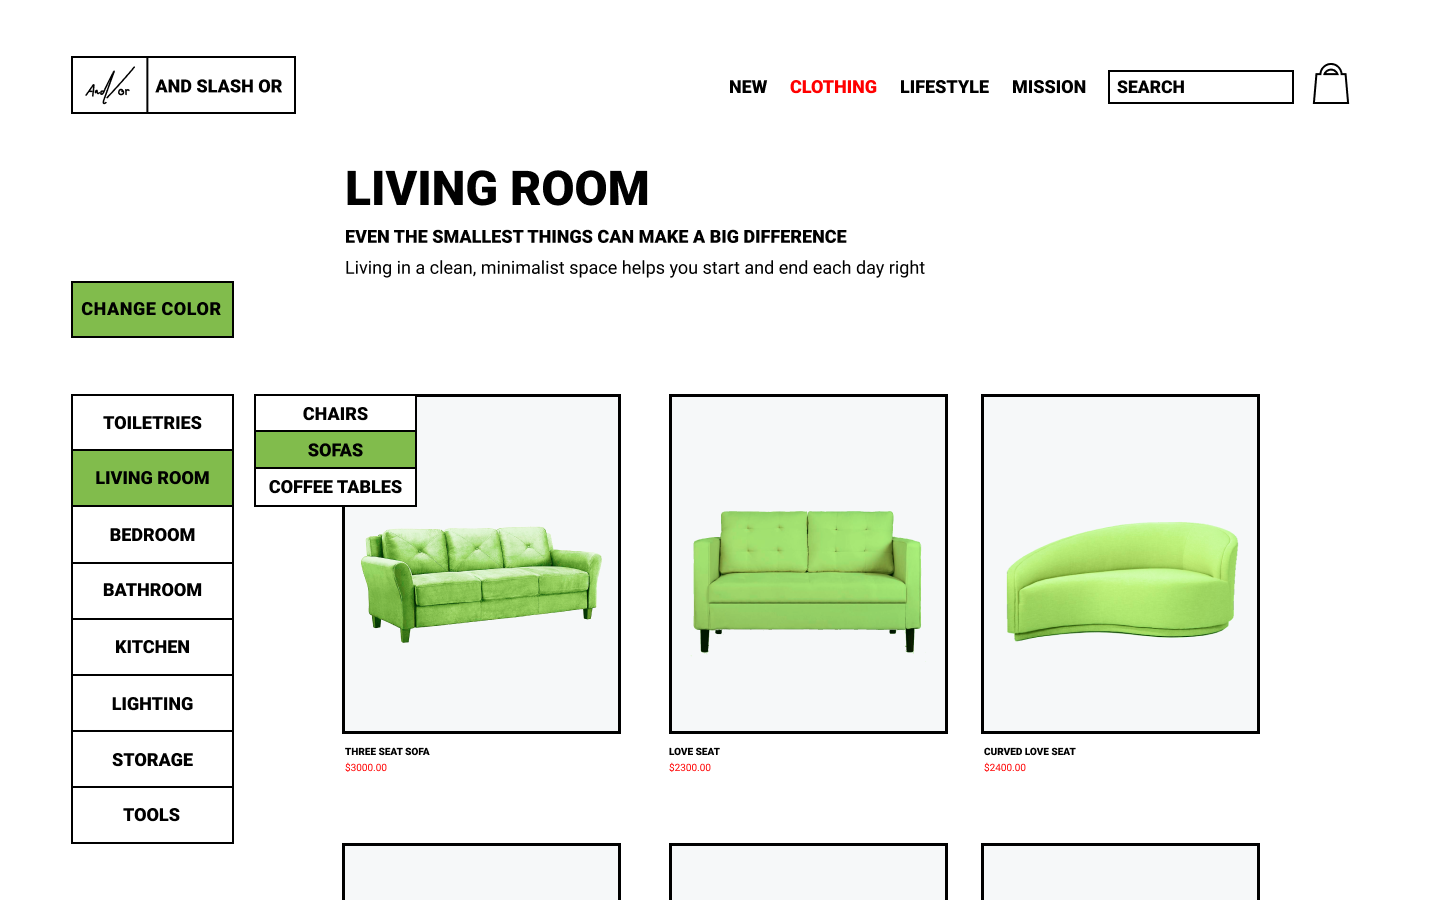 And/or
AND SLASH OR
NEW
CLOTHING
LIFESTYLE
MISSION
SEARCH
LIVING ROOM
EVEN THE SMALLEST THINGS CAN MAKE A BIG DIFFERENCE
Living in a clean, minimalist space helps you start and end each day right
CHANGE COLOR
TOILETRIES
LIVING ROOM
BEDROOM
BATHROOM
KITCHEN
LIGHTING
STORAGE
TOOLS
CHAIRS
SOFAS
COFFEE TABLES
THREE SEAT SOFA
$3000.00
LOVE SEAT
$2300.00
CURVED LOVE SEAT
$2400.00